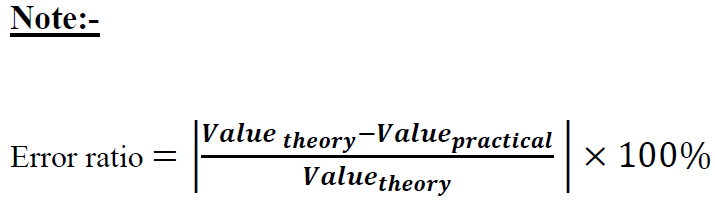 Note:-
Error ratio = |Value theory−Value practical / Value theory| × 100%